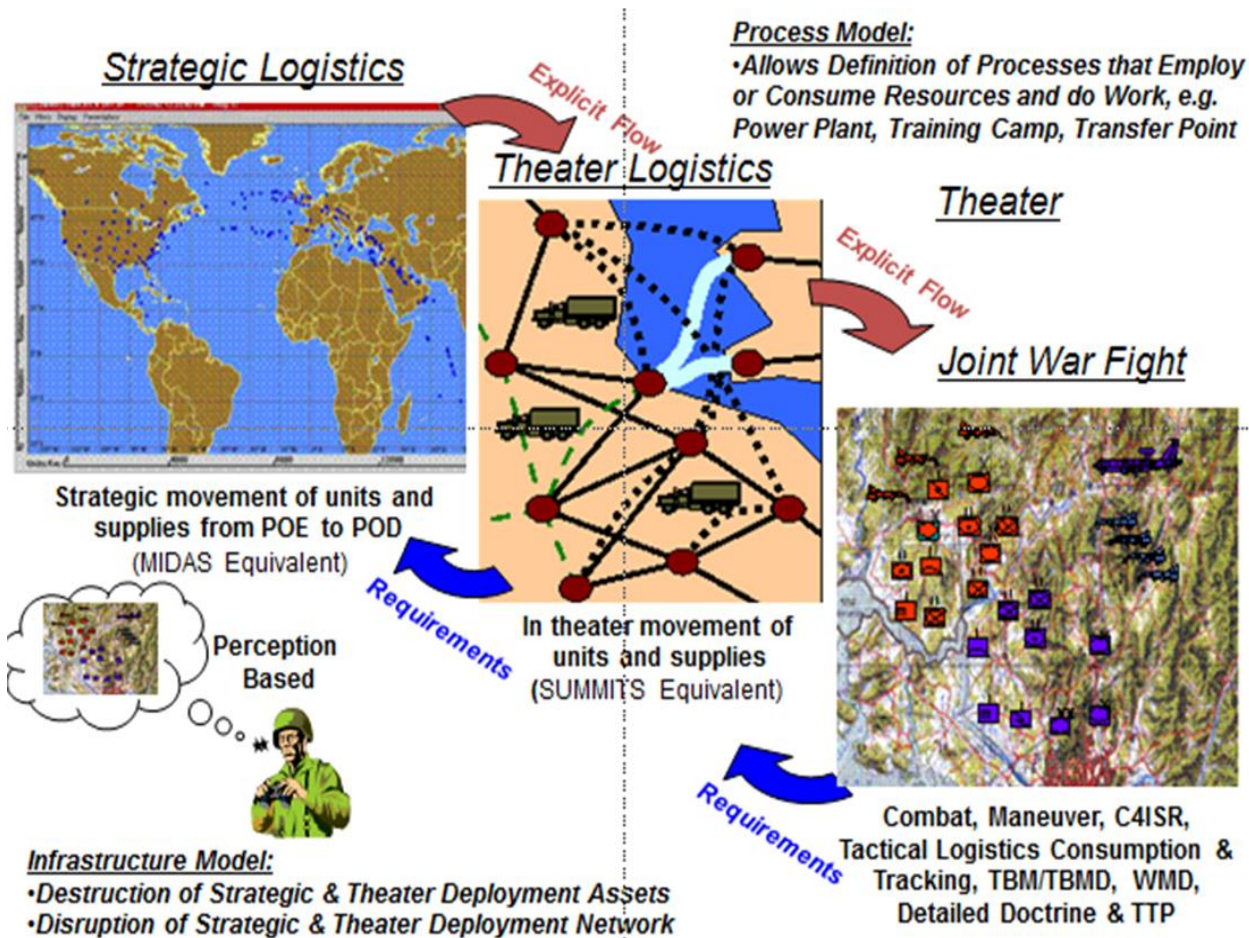 Process Model:
•Allows Definition of Processes that Employ
or Consume Resources and do Work, e.g.
Power Plant, Training Camp, Transfer Point
Strategic Logistics
Explicit Flow
Theater Logistics
Theater
Explicit Flow
Joint War Fight
Strategic movement of units and
supplies from POE to POD
(MIDAS Equivalent)
Requirements
In theater movement of
units and supplies
(SUMMITS Equivalent)
Perception
Based
Requirements
Combat, Maneuver, C4ISR,
Tactical Logistics Consumption &
Tracking, TBM/TBMD, WMD,
Detailed Doctrine & TTP
Infrastructure Model:
•Destruction of Strategic & Theater Deployment Assets
•Disruption of Strategic & Theater Deployment Network